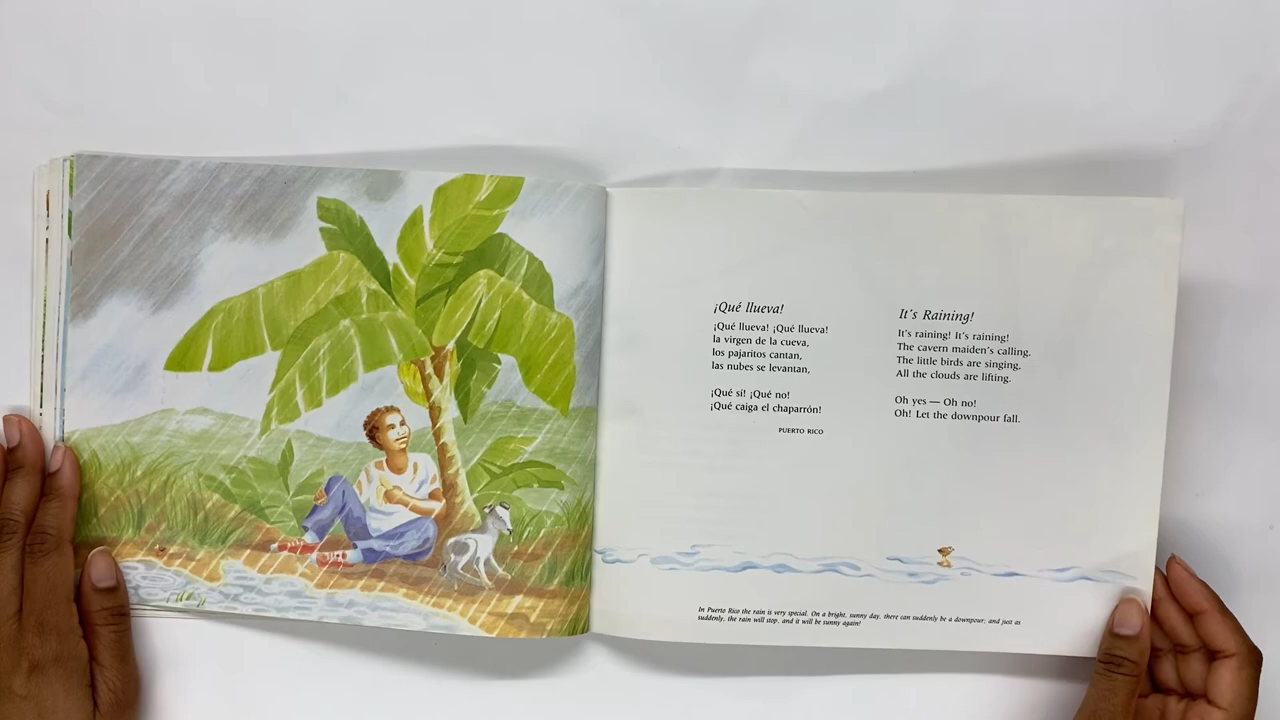 ¡Qué llueva!
¡Qué llueva! ¡Qué llueva!
la virgen de la cueva,
los pajaritos cantan,
las nubes se levantan,
¡Qué sí! ¡Qué no!
¡Qué caiga el chaparrón!
PUERTO RICO
It's Raining!
It's raining! It's raining!
The cavern maiden's calling.
The little birds are singing,
All the clouds are lifting.
Oh yes — Oh no!
Oh! Let the downpour fall.
In Puerto Rico the rain is very special. On a bright, sunny day, there can suddenly be a downpour; and just as
suddenly, the rain will stop, and it will be sunny again!